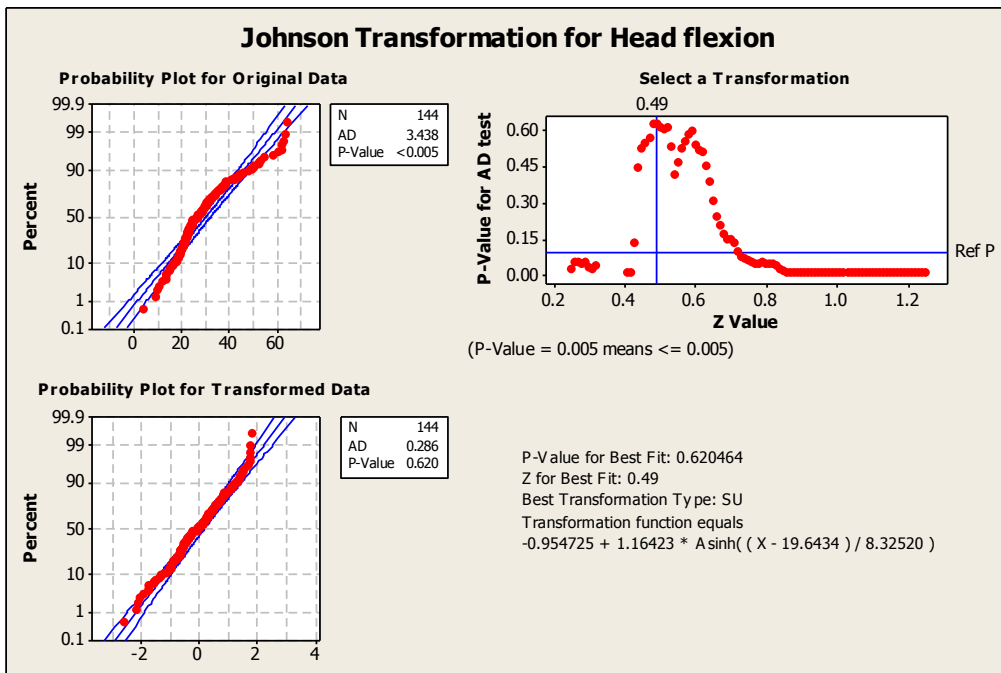 Johnson Transformation for Head flexion
Probability Plot for Original Data
99.9
99
90
50
10
1
0.1
Percent
0 20 40 60
N 144
AD 3.438
P-Value <0.005
Select a Transformation
0.49
0.60
0.45
0.30
0.15
0.00
P-Value for AD test
Ref P
0.2 0.4 0.6 0.8 1.0 1.2
Z Value
(P-Value = 0.005 means <= 0.005)
Probability Plot for Transformed Data
99.9
99
90
50
10
1
0.1
Percent
-2 0 2 4
N 144
AD 0.286
P-Value 0.620
P-Value for Best Fit: 0.620464
Z for Best Fit: 0.49
Best Transformation Type: SU
Transformation function equals
-0.954725 + 1.16423 * Asinh( ( X - 19.6434 ) / 8.32520 )